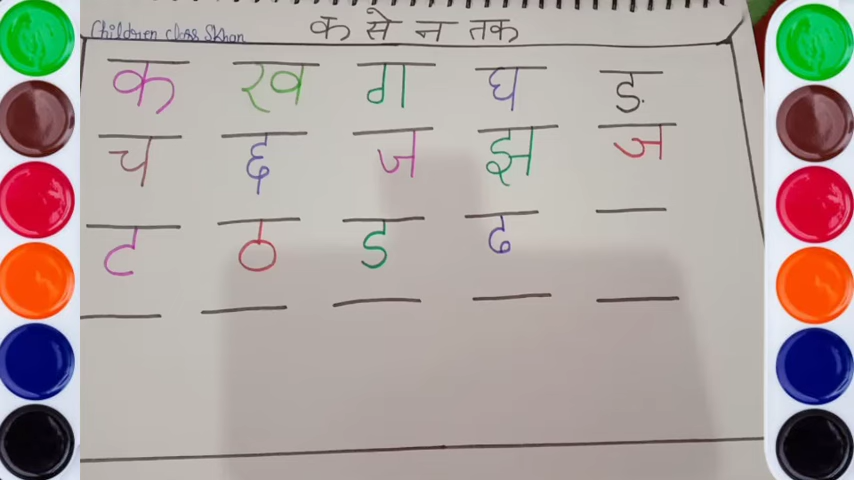 Children class Skhan क से न तक
क ख ग घ ङ
च छ ज झ ज
ट ठ ड ढ